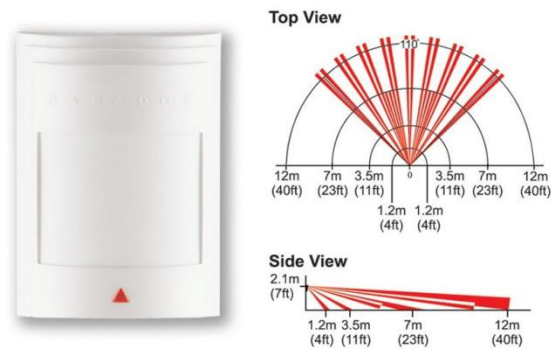 PARADOX
Top View
110°
12m 7m 3.5m 0 3.5m 7m 12m
(40ft) (23ft) (11ft) (11ft) (23ft) (40ft)
1.2m 1.2m
(4ft) (4ft)
Side View
2.1m
(7ft)
1.2m 3.5m 7m 12m
(4ft) (11ft) (23ft) (40ft)